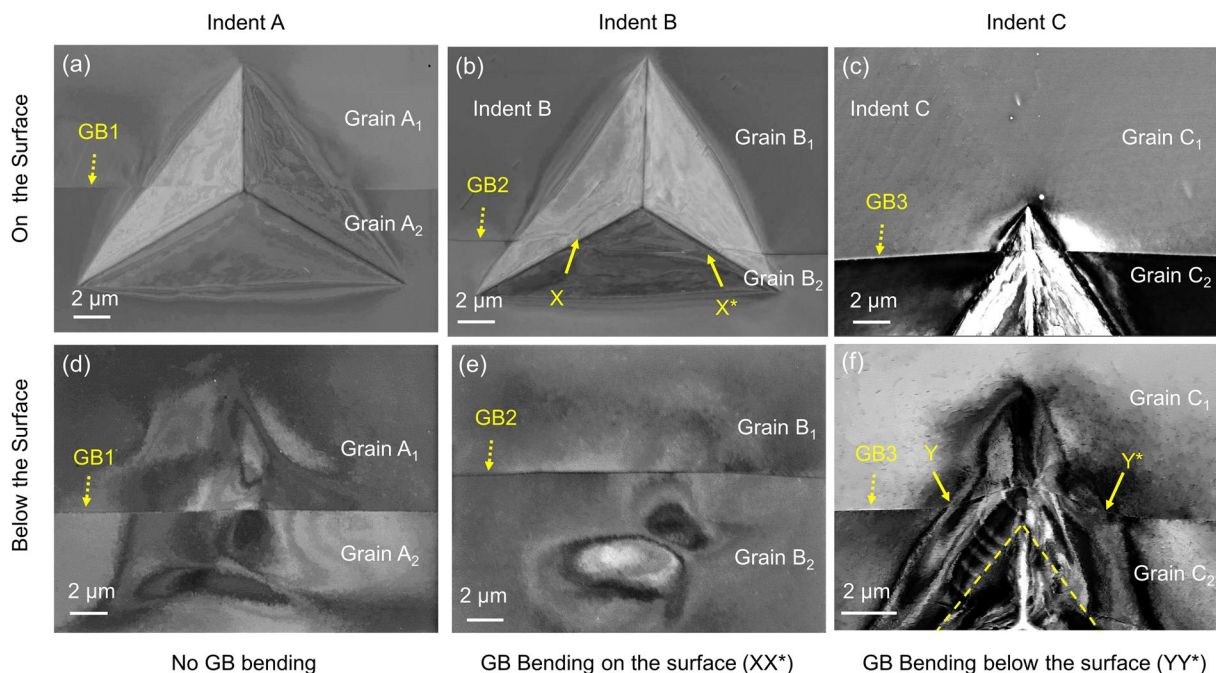 Indent A
Indent B
Indent C
On the Surface
(a)
GB1
Grain A₁
Grain A₂
2 μm
(b)
Indent B
GB2
Grain B₁
Grain B₂
X
X*
2 μm
(c)
Indent C
GB3
Grain C₁
Grain C₂
2 μm
Below the Surface
(d)
GB1
Grain A₁
Grain A₂
2 μm
(e)
GB2
Grain B₁
Grain B₂
2 μm
(f)
GB3
Y
Y*
Grain C₁
Grain C₂
2 μm
No GB bending
GB Bending on the surface (XX*)
GB Bending below the surface (YY*)